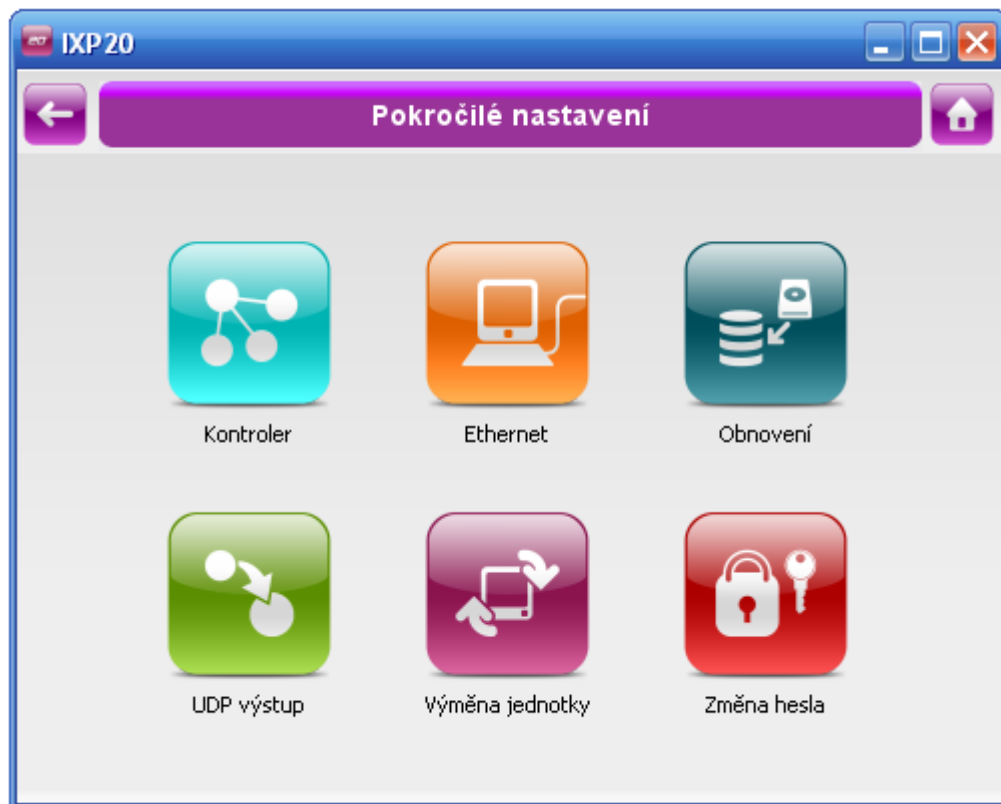 IXP20
Pokročilé nastavení
Kontroler
Ethernet
Obnovení
UDP výstup
Výměna jednotky
Změna hesla